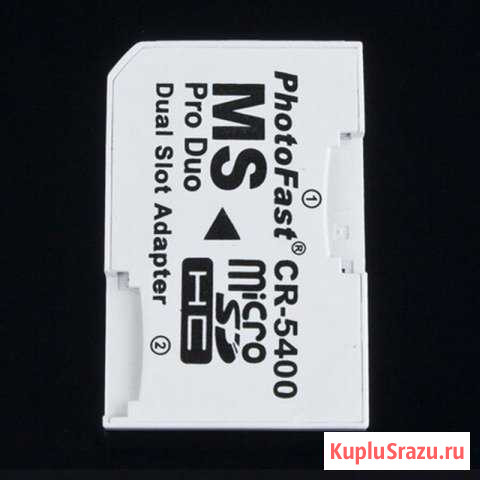 PhotoFast® CR-5400
①
MS ▶ micro SD HC
Pro Duo
Dual Slot Adapter
②
KupluSrazu.ru